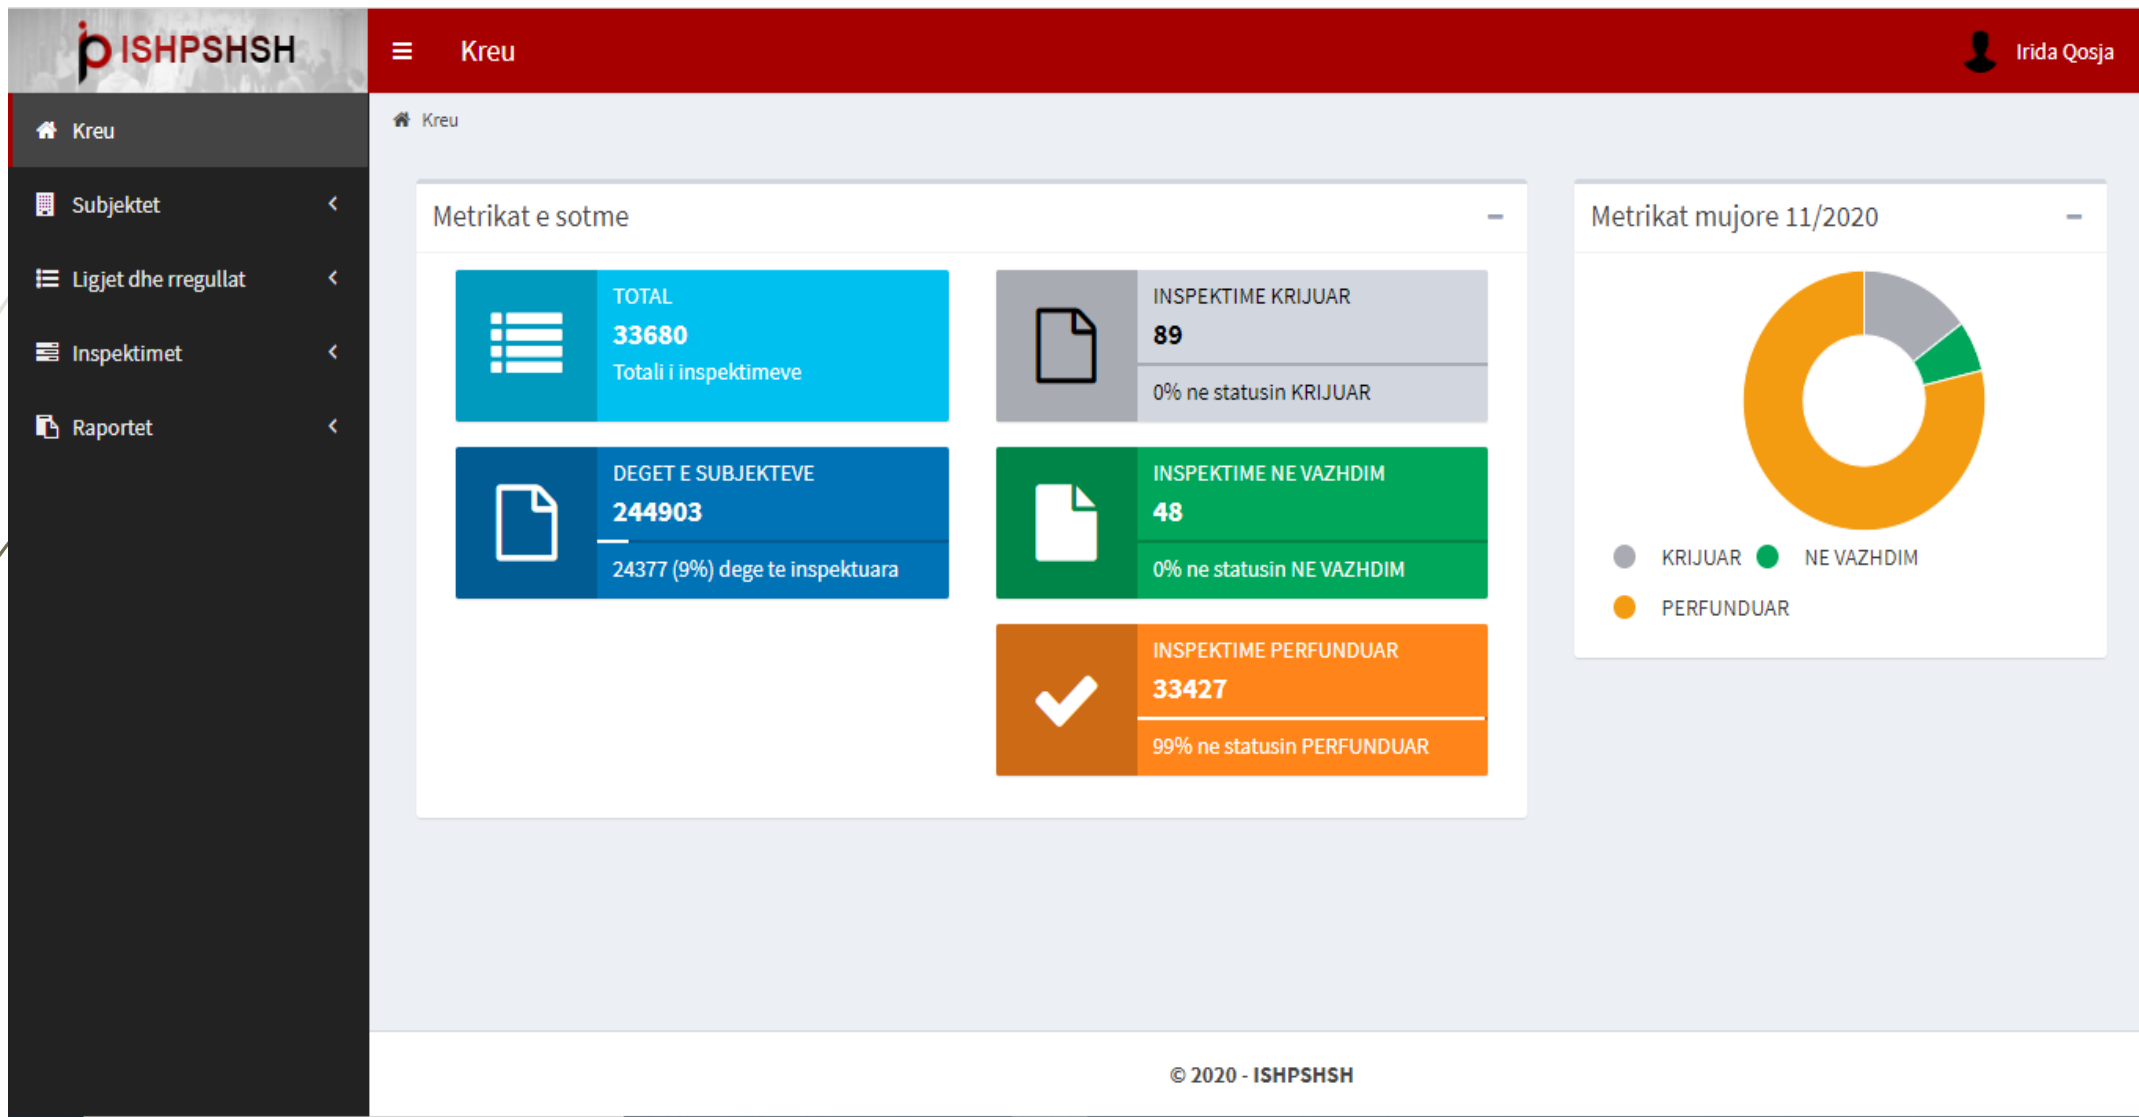 ISHPSHSH
Kreu
Irida Qosja
Kreu
Subjektet
Ligjet dhe rregullat
Inspektimet
Raportet
Kreu
Metrikat e sotme
TOTAL
33680
Totali i inspektimeve
INSPEKTIME KRIJUAR
89
0% ne statusin KRIJUAR
DEGET E SUBJEKTEVE
244903
24377 (9%) dege te inspektuara
INSPEKTIME NE VAZHDIM
48
0% ne statusin NE VAZHDIM
INSPEKTIME PERFUNDUAR
33427
99% ne statusin PERFUNDUAR
Metrikat mujore 11/2020
KRIJUAR NE VAZHDIM
PERFUNDUAR
© 2020 - ISHPSHSH